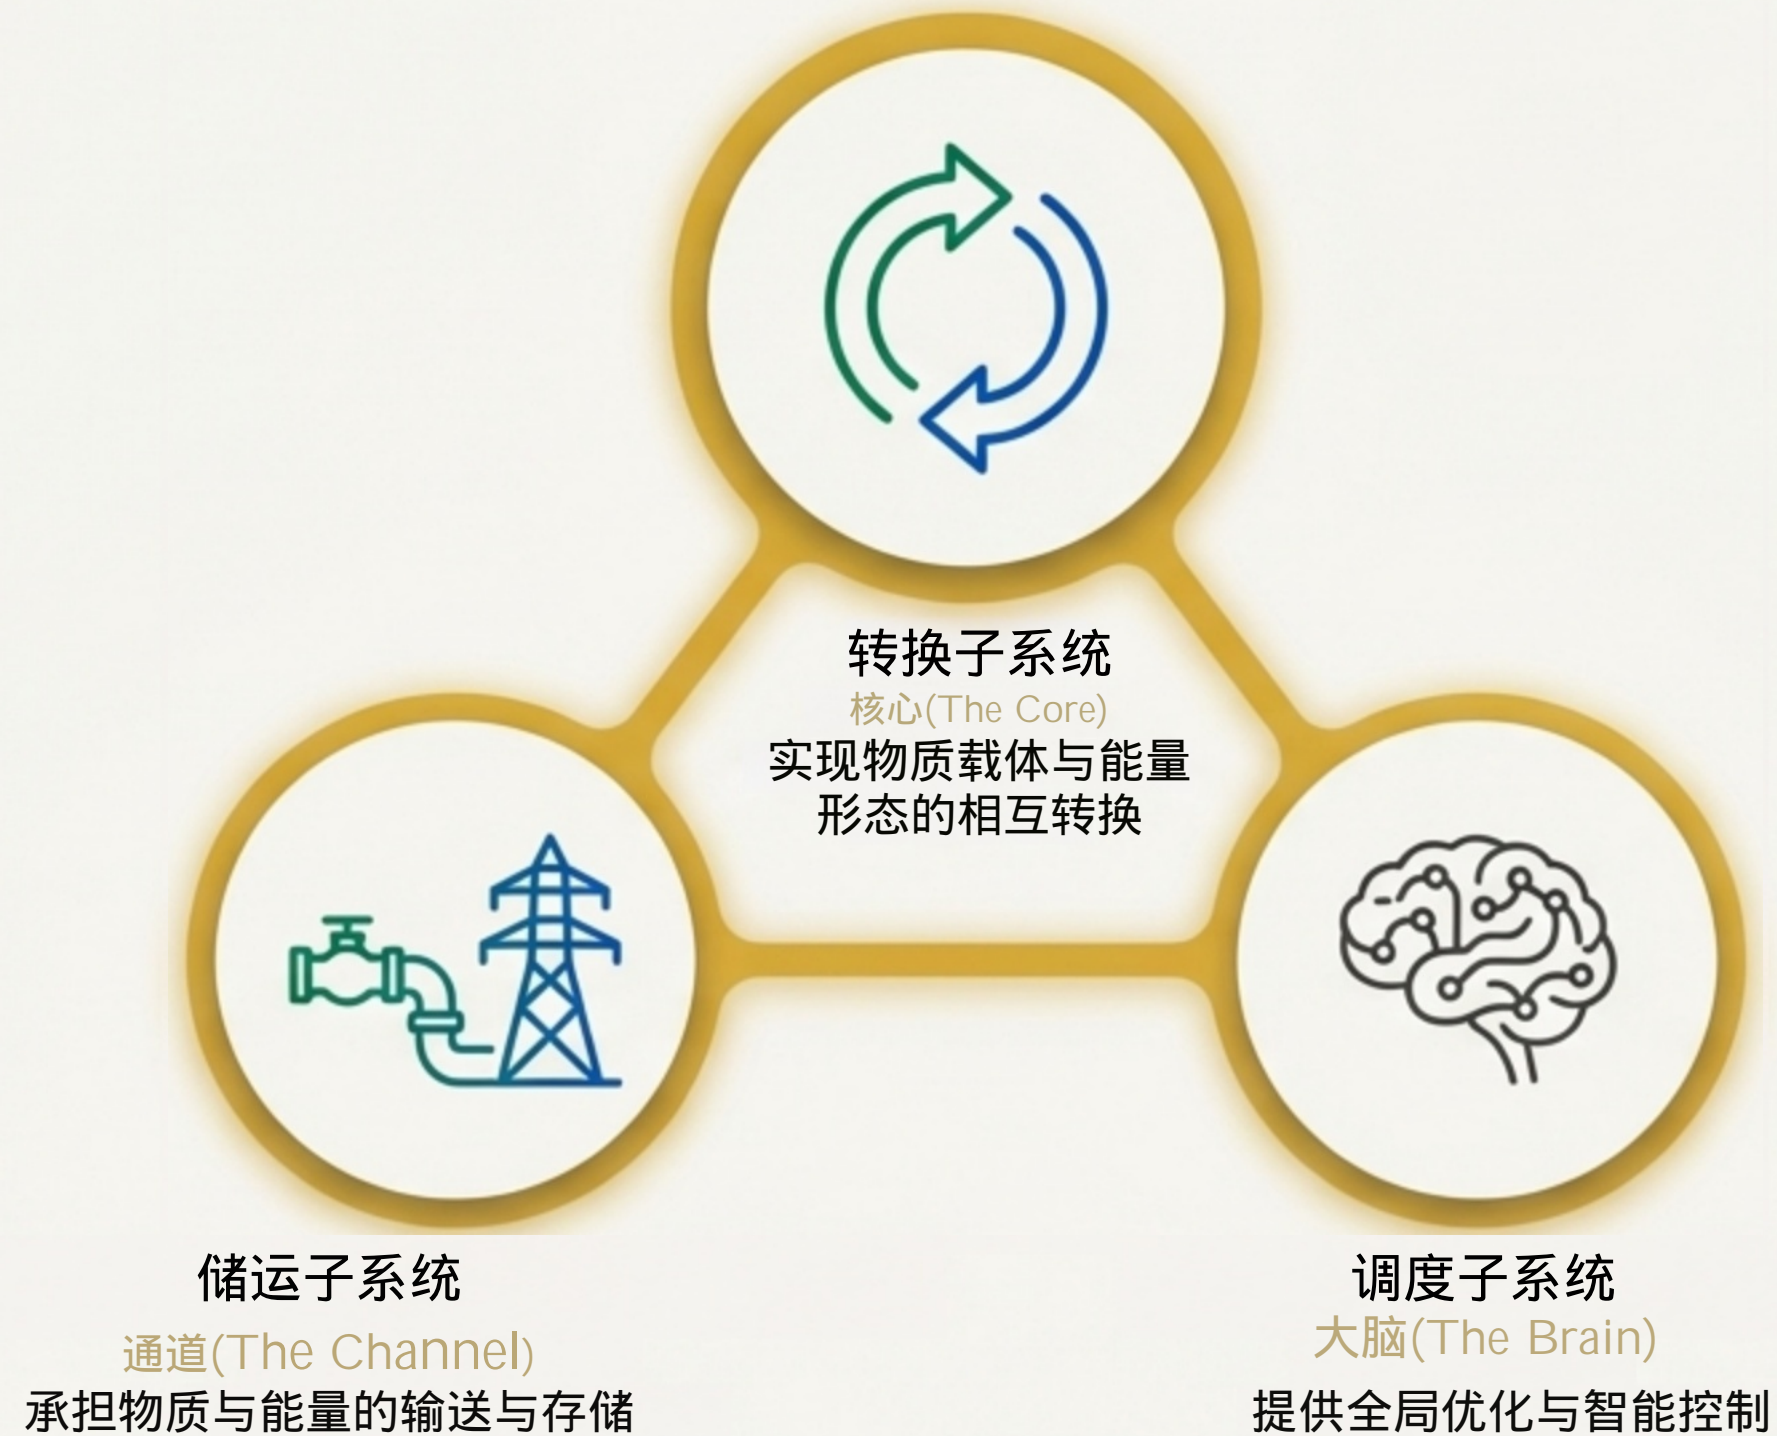 转换子系统
核心(The Core)
实现物质载体与能量
形态的相互转换
储运子系统
通道(The Channel)
承担物质与能量的输送与存储
调度子系统
大脑(The Brain)
提供全局优化与智能控制